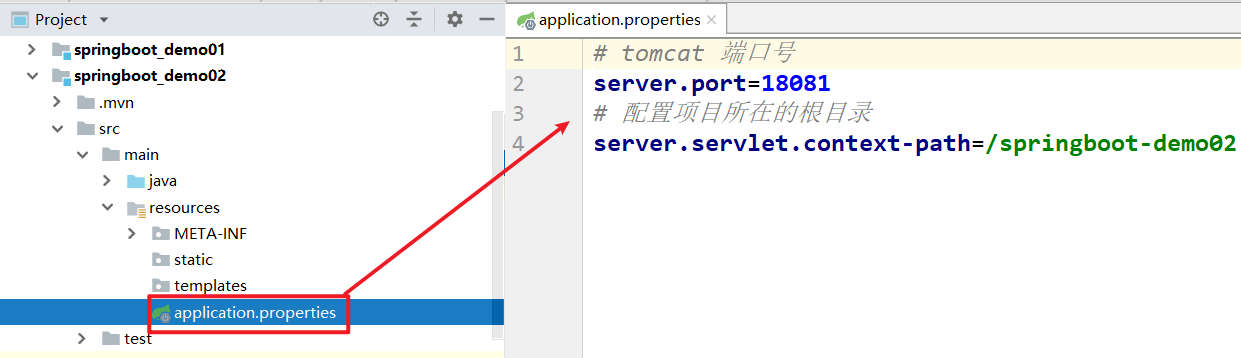 Project
springboot_demo01
springboot_demo02
.mvn
src
main
java
resources
META-INF
static
templates
application.properties
test
application.properties
1 # tomcat 端口号
2 server.port=18081
3 # 配置项目所在的根目录
4 server.servlet.context-path=/springboot-demo02